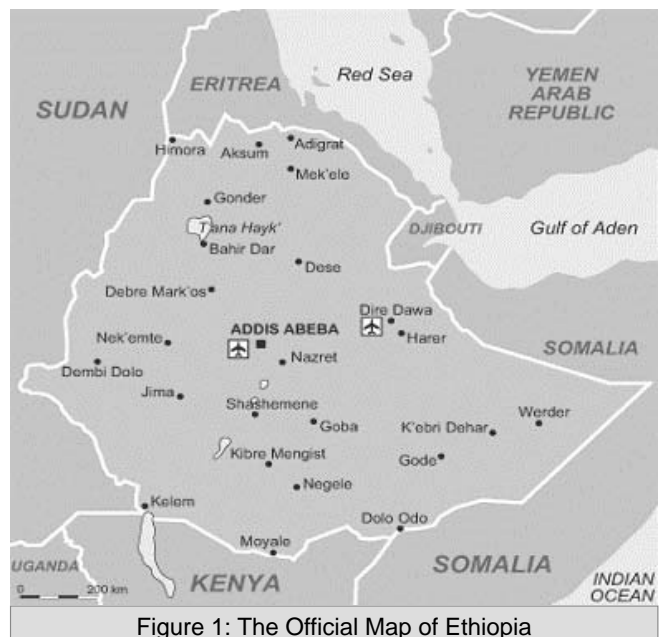 Red Sea
ERITREA
YEMEN
ARAB
REPUBLIC
SUDAN
Himora
Aksum
Adigrat
Mek'ele
Gonder
Tana Hayk'
Bahir Dar
DJIBOUTI
Gulf of Aden
Dese
Debre Mark'os
Dire Dawa
ADDIS ABEBA
Harer
Nek'emte
Nazret
SOMALIA
Dembi Dolo
Jima
Shashemene
Goba
K'ebri Dehar
Werder
Kibre Mengist
Gode
Negele
Kelem
Dolo Odo
Moyale
UGANDA
KENYA
SOMALIA
INDIAN
OCEAN
0 200 km
Figure 1: The Official Map of Ethiopia